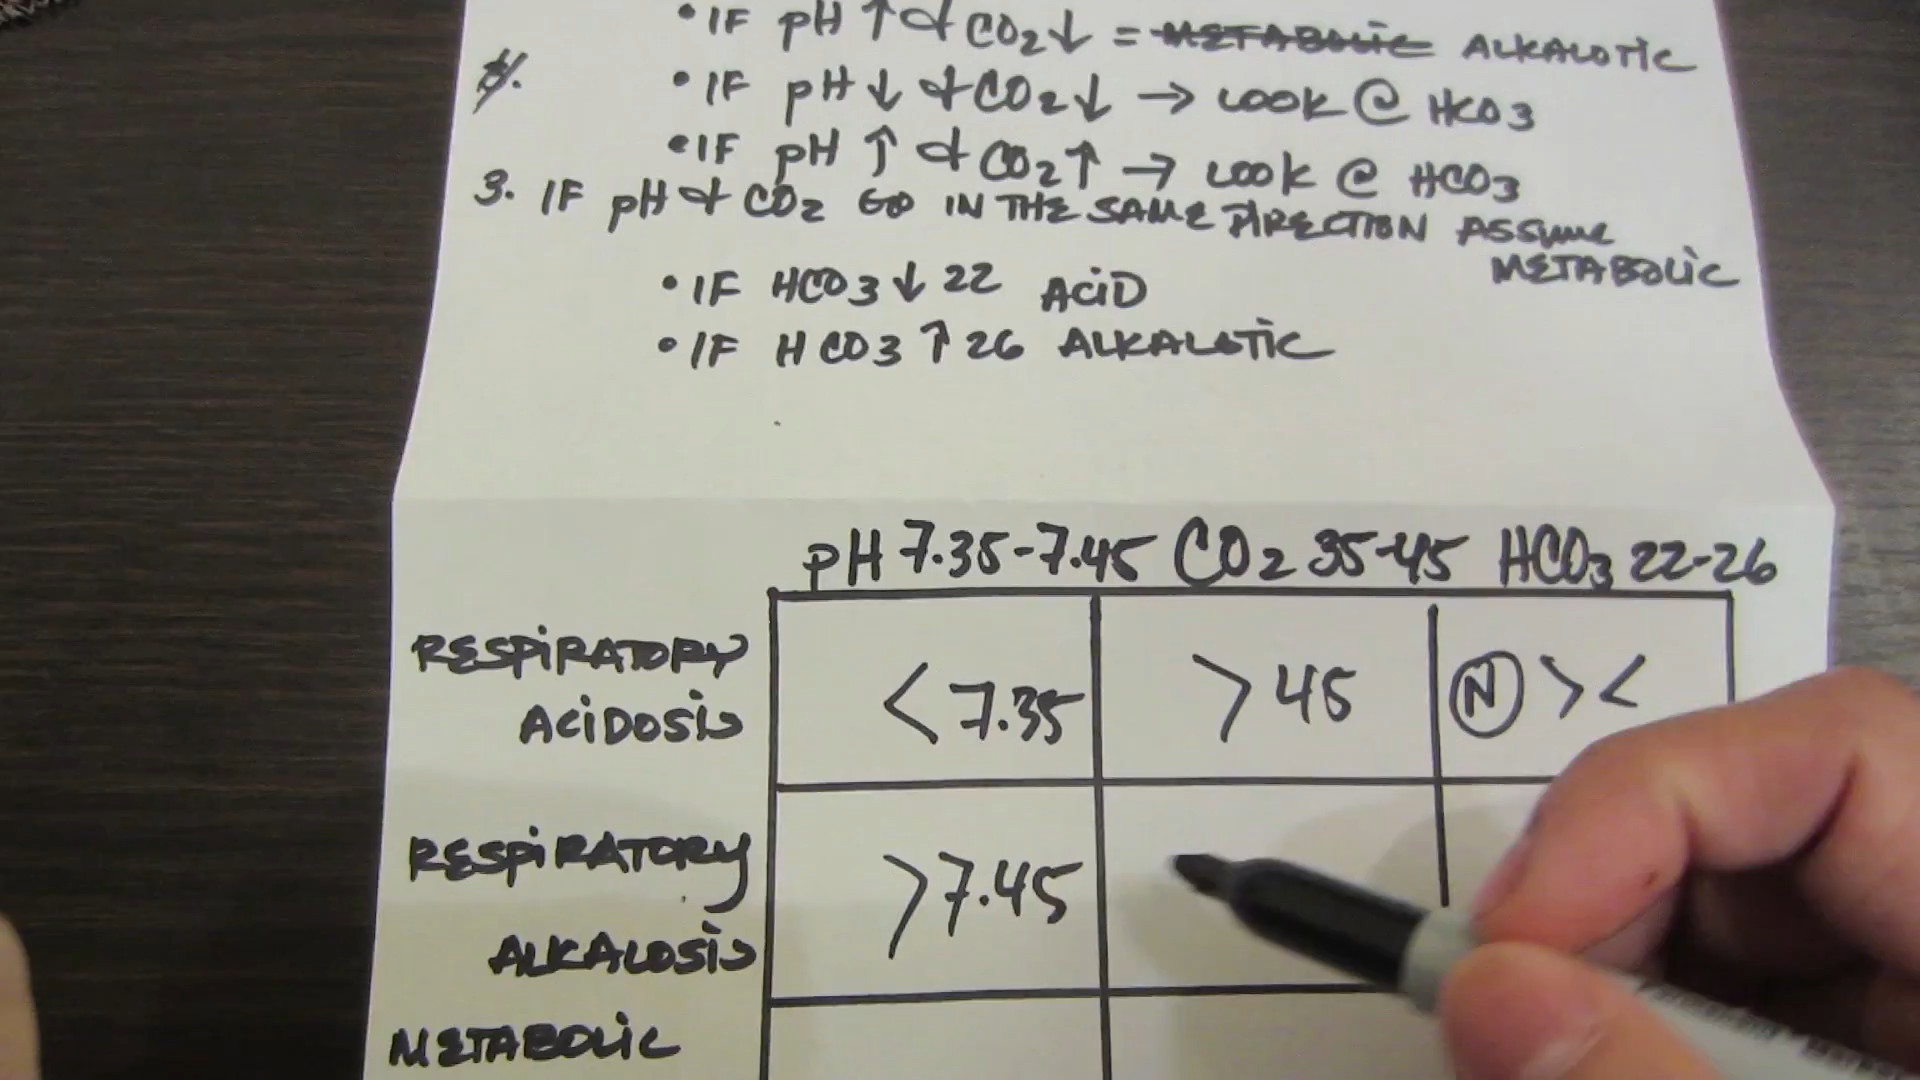 • IF pH ↑ & CO2 ↓ = METABOLIC ALKALOTIC
4. • IF pH ↓ & CO2 ↓ → LOOK @ HCO3
• IF pH ↑ & CO2 ↑ → LOOK @ HCO3
3. IF pH & CO2 GO IN THE SAME DIRECTION ASSUME
METABOLIC
• IF HCO3 ↓ 22 ACID
• IF HCO3 ↑ 26 ALKALOTIC
pH 7.35-7.45 CO2 35-45 HCO3 22-26
RESPIRATORY
ACIDOSIS
< 7.35
> 45
N > <
RESPIRATORY
ALKALOSIS
> 7.45
METABOLIC